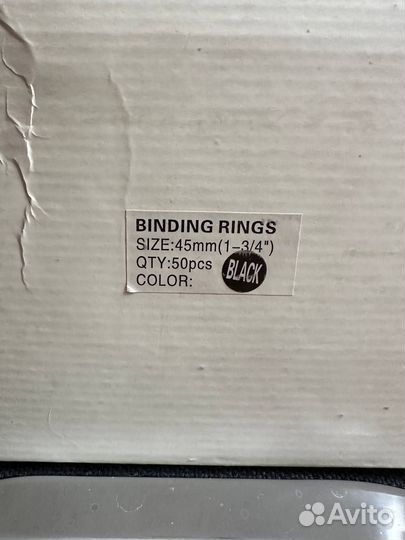 BINDING RINGS
SIZE:45mm(1-3/4")
QTY:50pcs
COLOR: BLACK
Avito